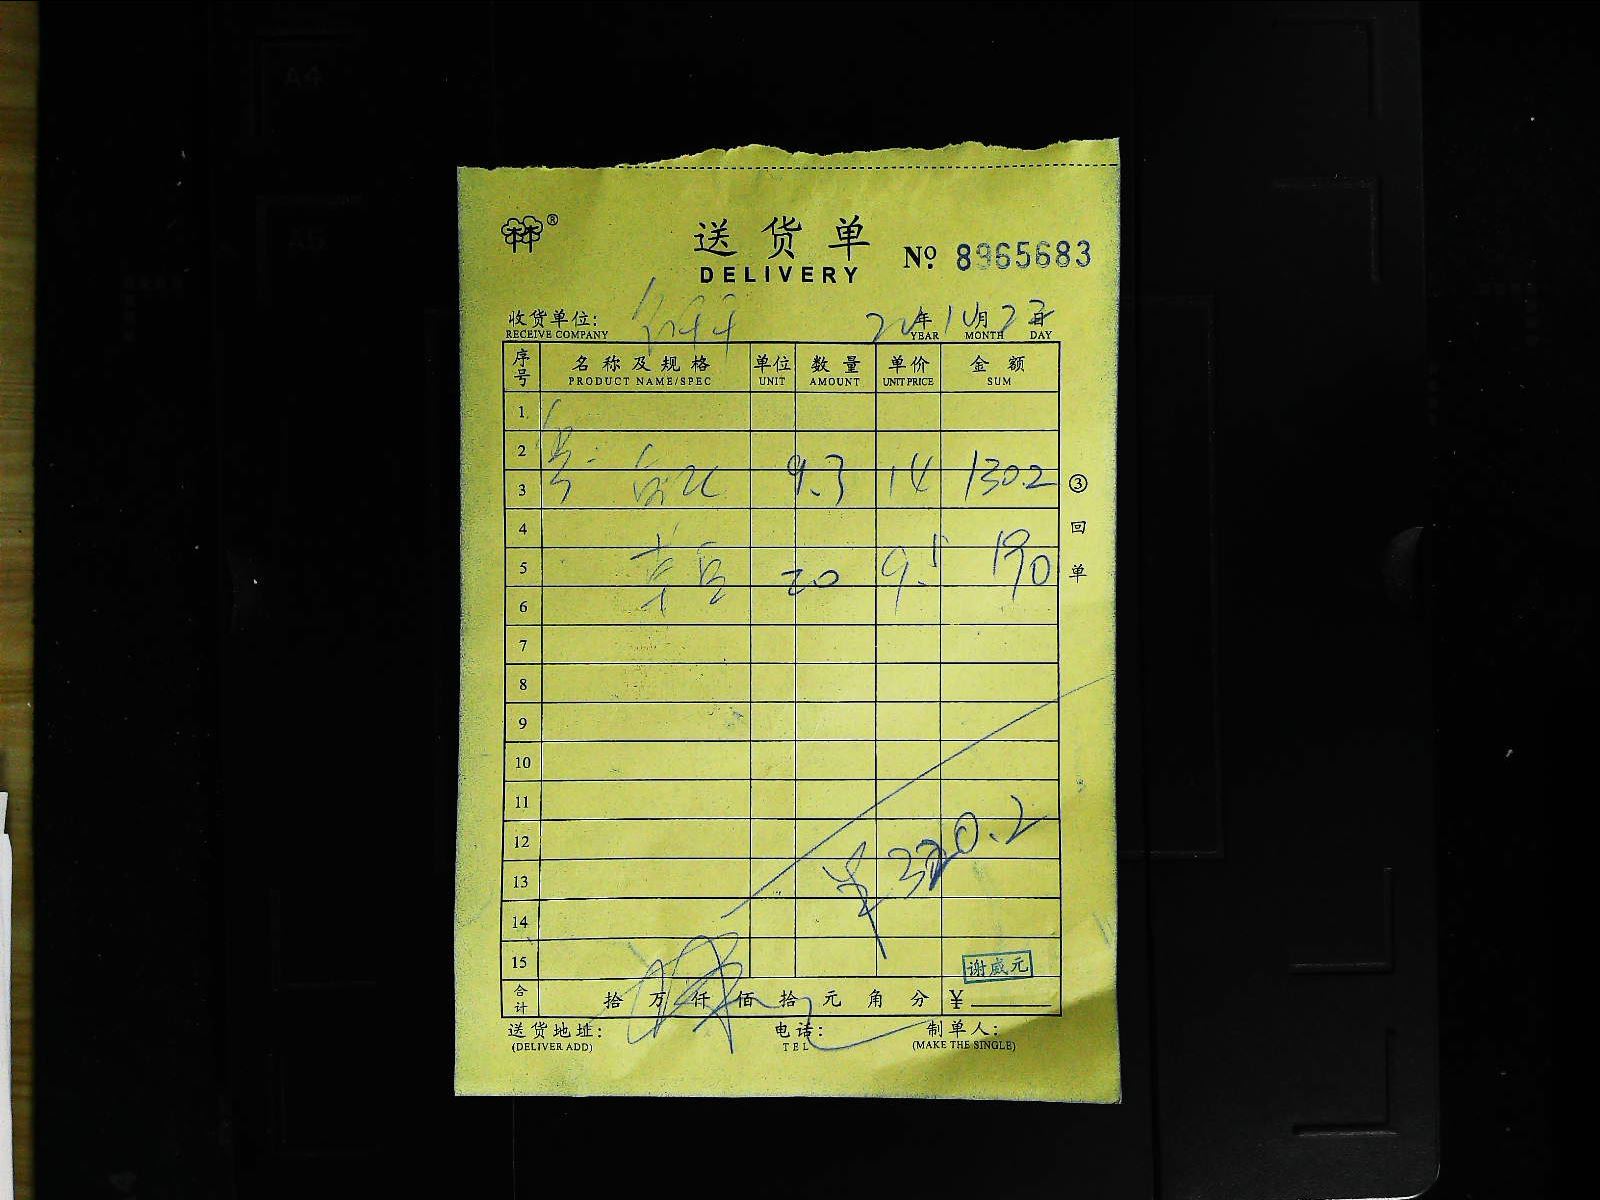 林®
送货单
DELIVERY
Nº. 8965683
收货单位:
RECEIVE COMPANY
年 月 日
YEAR MONTH DAY
序号 名称及规格 单位 数量 单价 金额
PRODUCT NAME/SPEC UNIT AMOUNT UNIT PRICE SUM
1
2
3 9.3 14 130.2
4
5 20 9.5 190
6
7
8
9
10
11
12
13 ¥320.2
14
15
谢威元
合计 拾万仟佰拾元角分 ¥
送货地址: 电话: 制单人:
(DELIVER ADD) TEL (MAKE THE SINGLE)
③回单